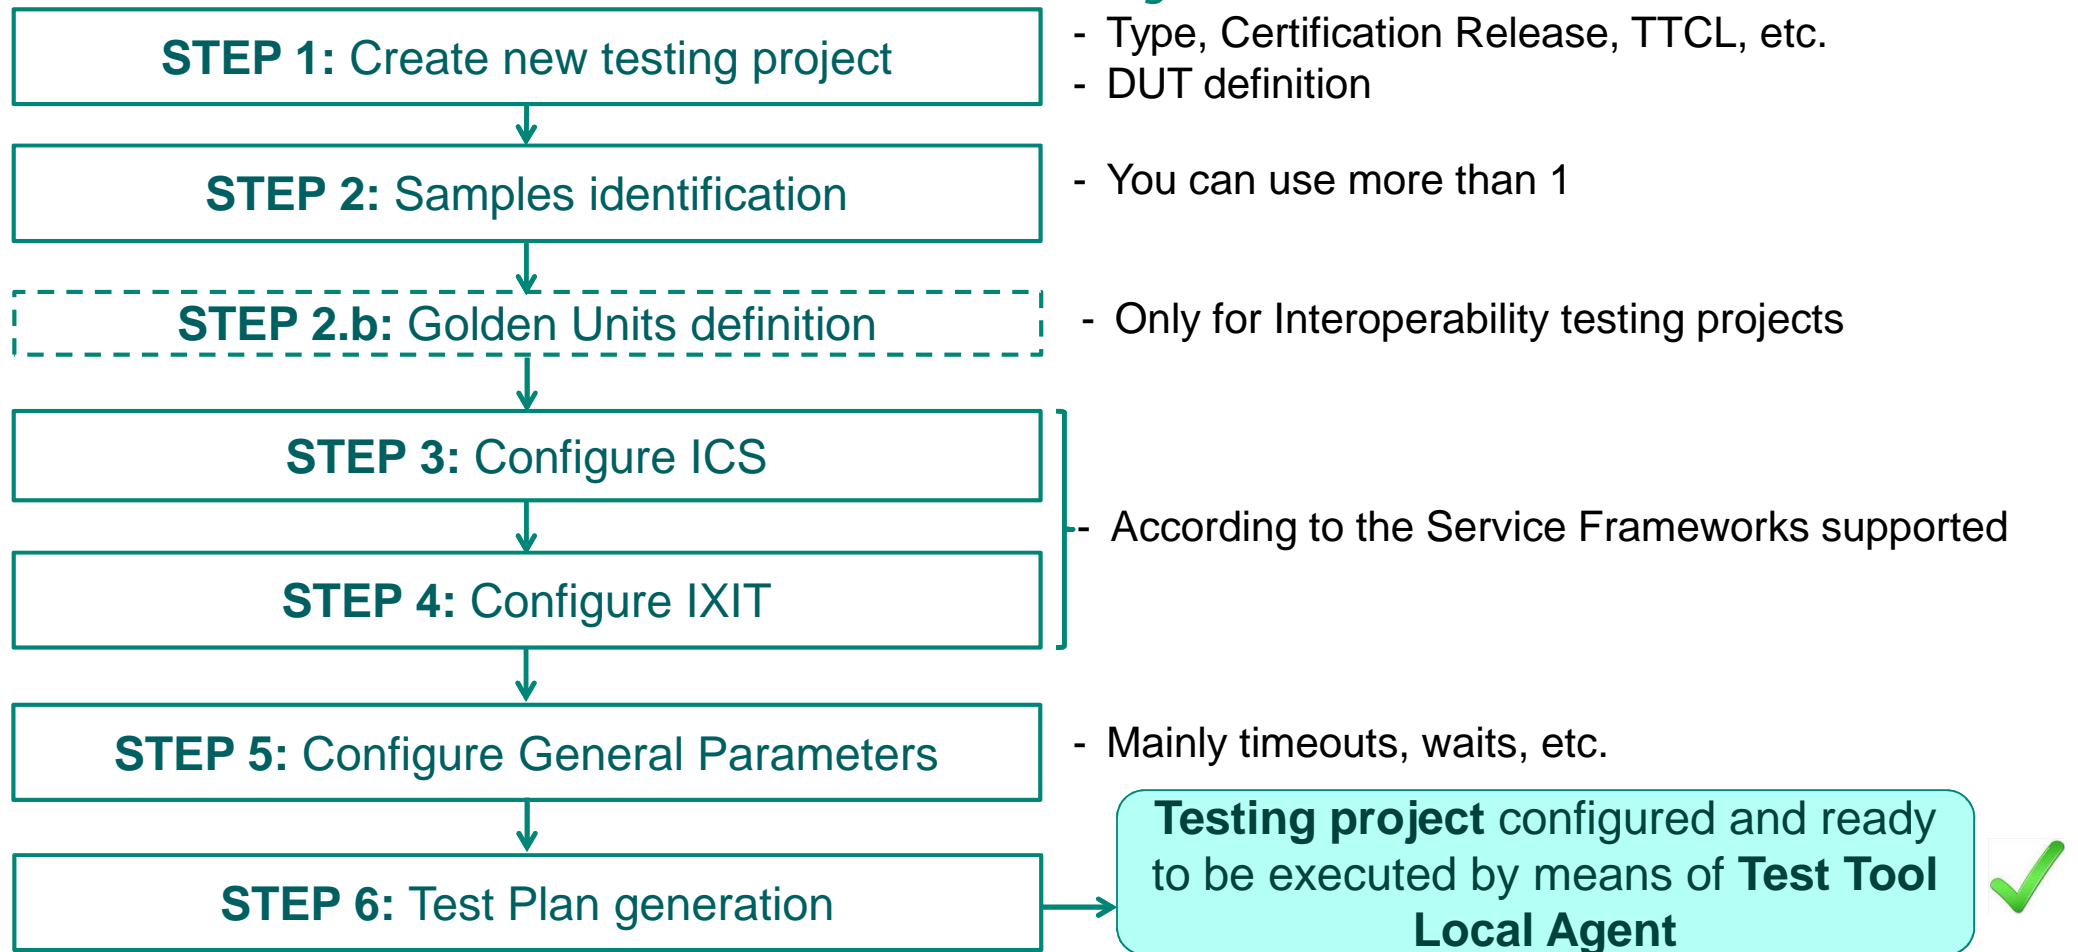 STEP 1: Create new testing project
- Type, Certification Release, TTCL, etc.
- DUT definition
STEP 2: Samples identification
- You can use more than 1
STEP 2.b: Golden Units definition
- Only for Interoperability testing projects
STEP 3: Configure ICS
- According to the Service Frameworks supported
STEP 4: Configure IXIT
STEP 5: Configure General Parameters
- Mainly timeouts, waits, etc.
STEP 6: Test Plan generation
Testing project configured and ready
to be executed by means of Test Tool
Local Agent